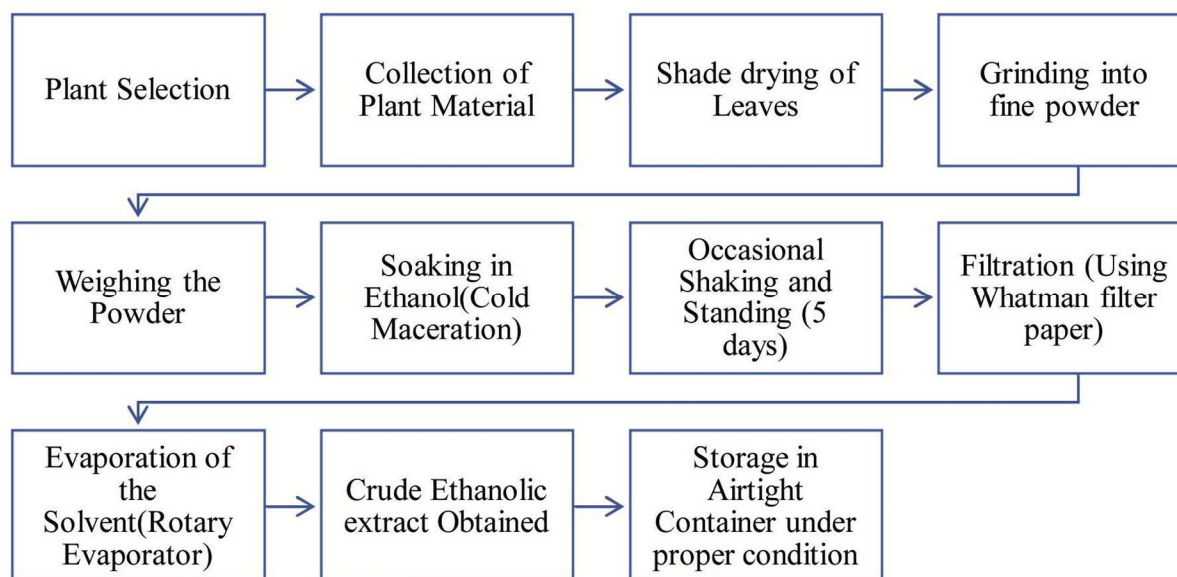 Plant Selection
Collection of
Plant Material
Shade drying of
Leaves
Grinding into
fine powder
Weighing the
Powder
Soaking in
Ethanol(Cold
Maceration)
Occasional
Shaking and
Standing (5
days)
Filtration (Using
Whatman filter
paper)
Evaporation of
the
Solvent(Rotary
Evaporator)
Crude Ethanolic
extract Obtained
Storage in
Airtight
Container under
proper condition